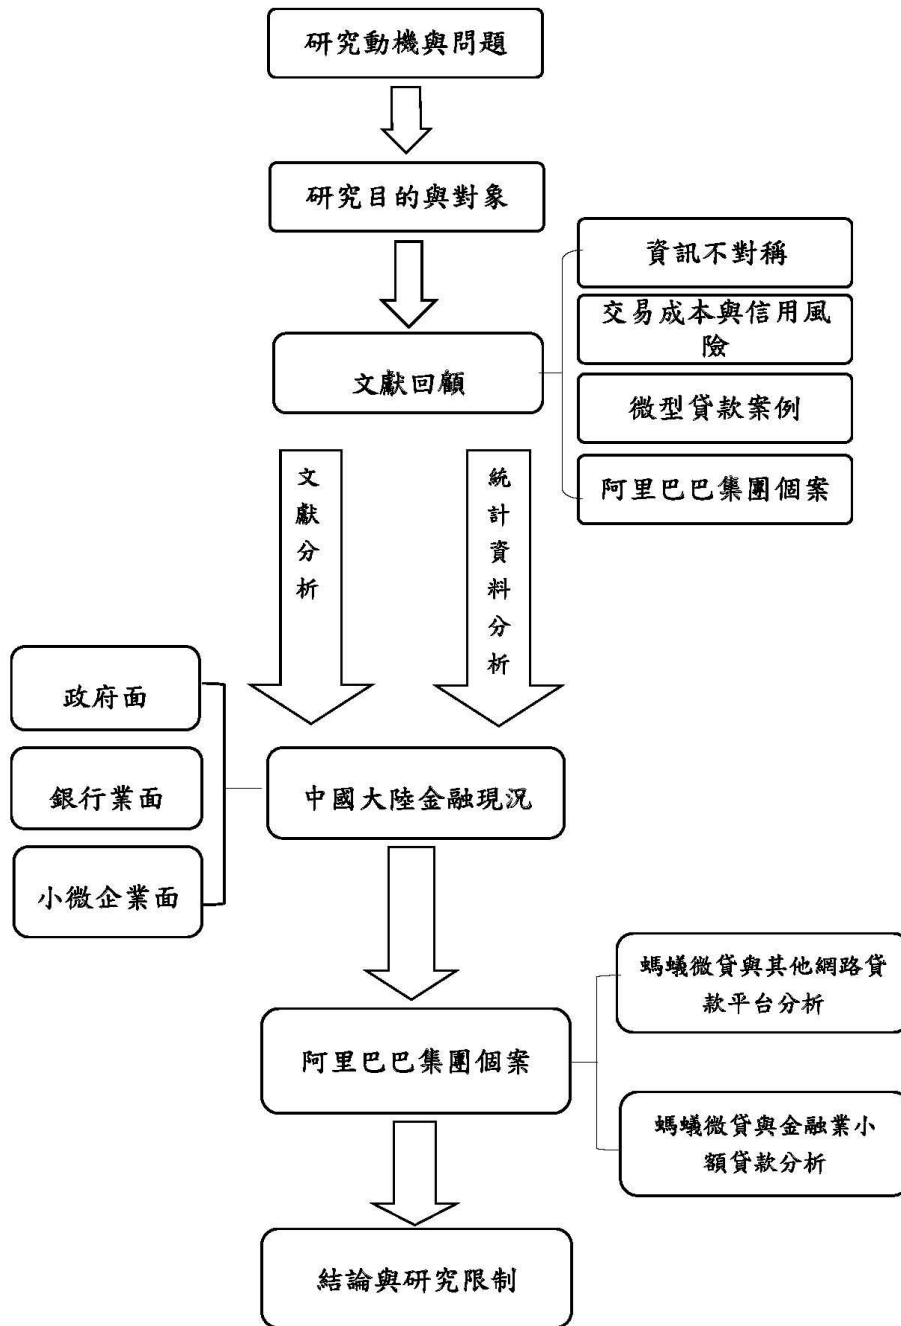 研究動機與問題
研究目的與對象
文獻回顧
資訊不對稱
交易成本與信用風
險
微型貸款案例
阿里巴巴集團個案
文獻分析
統計資料分析
政府面
銀行業面
小微企業面
中國大陸金融現況
阿里巴巴集團個案
螞蟻微貸與其他網路貸
款平台分析
螞蟻微貸與金融業小
額貸款分析
結論與研究限制